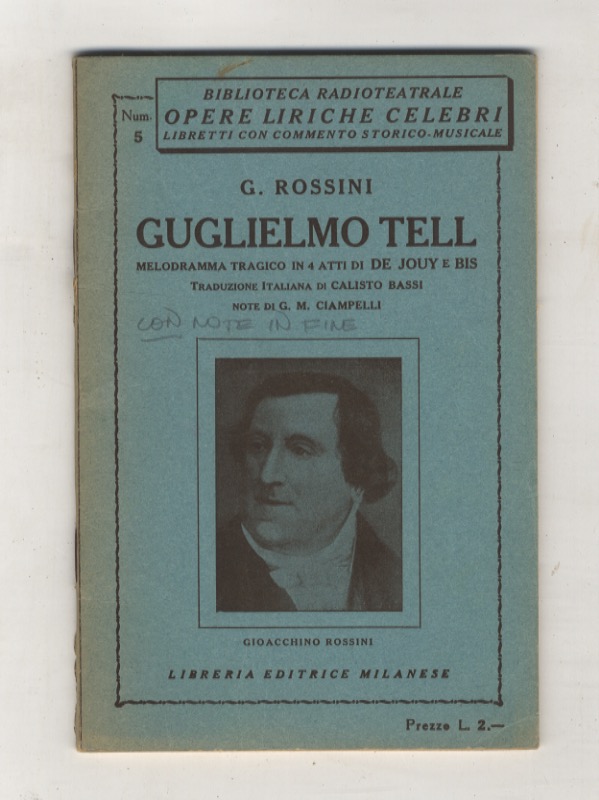 BIBLIOTECA RADIOTEATRALE
Num. 5
OPERE LIRICHE CELEBRI
LIBRETTI CON COMMENTO STORICO-MUSICALE
G. ROSSINI
GUGLIELMO TELL
MELODRAMMA TRAGICO IN 4 ATTI DI DE JOUY E BIS
TRADUZIONE ITALIANA DI CALISTO BASSI
NOTE DI G. M. CIAMPELLI
CON NOTE IN FINE
GIOACCHINO ROSSINI
LIBRERIA EDITRICE MILANESE
Prezzo L. 2.—